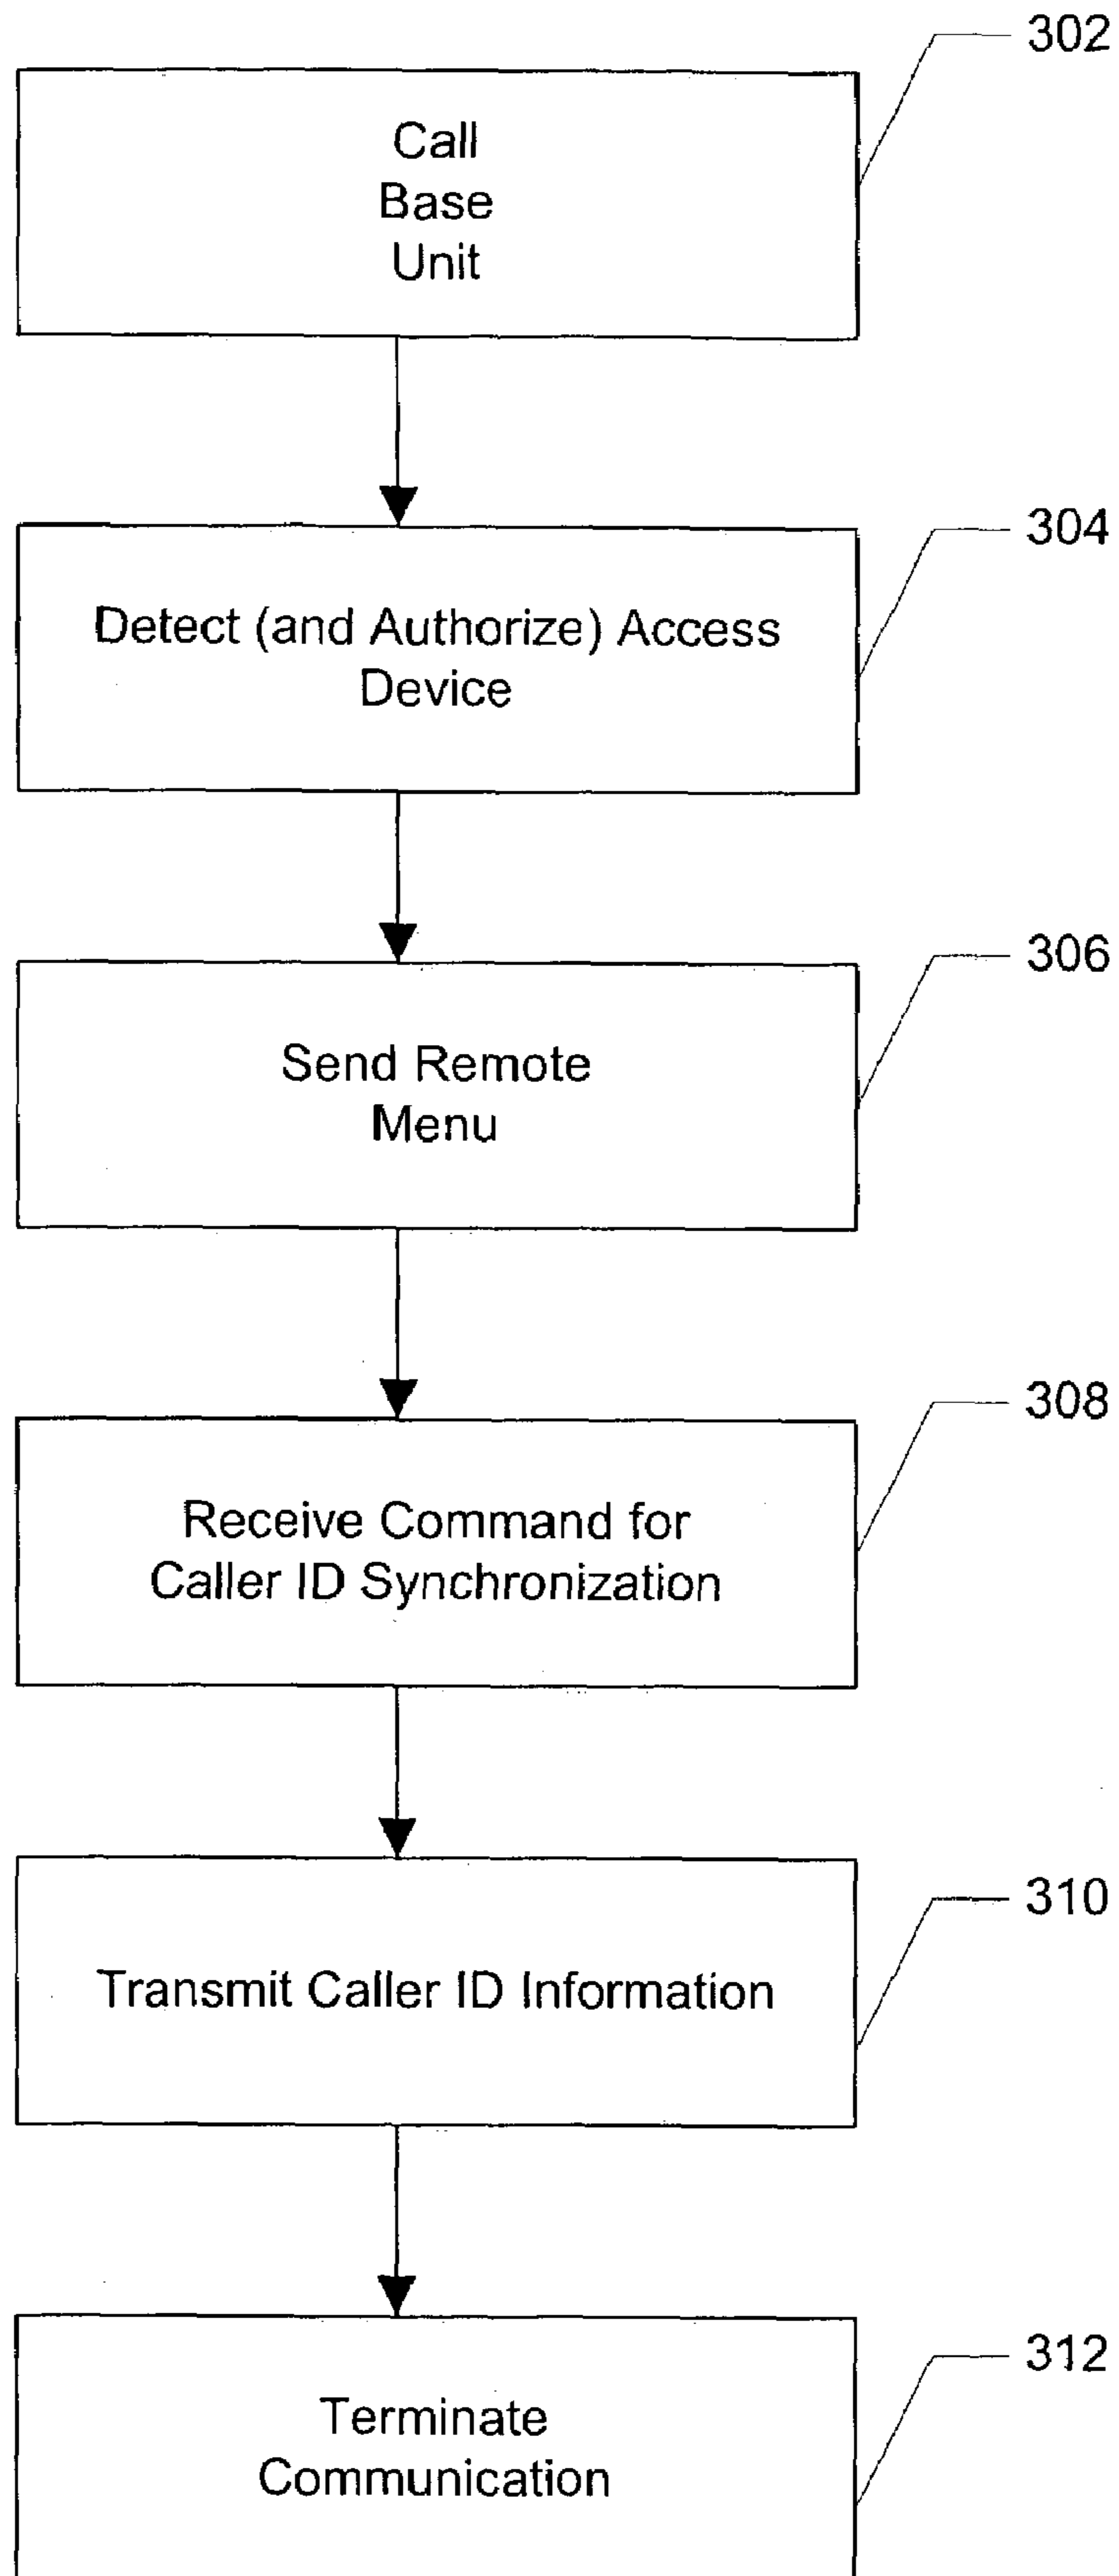 302
Call
Base
Unit
304
Detect (and Authorize) Access
Device
306
Send Remote
Menu
308
Receive Command for
Caller ID Synchronization
310
Transmit Caller ID Information
312
Terminate
Communication